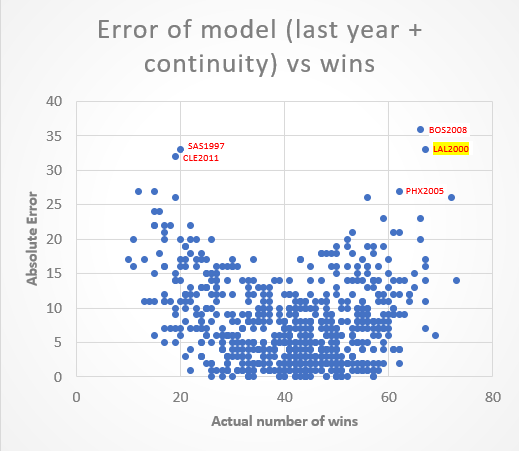 Error of model (last year +
continuity) vs wins
Absolute Error
40
35
30
25
20
15
10
5
0
BOS2008
SAS1997
LAL2000
CLE2011
PHX2005
0 20 40 60 80
Actual number of wins